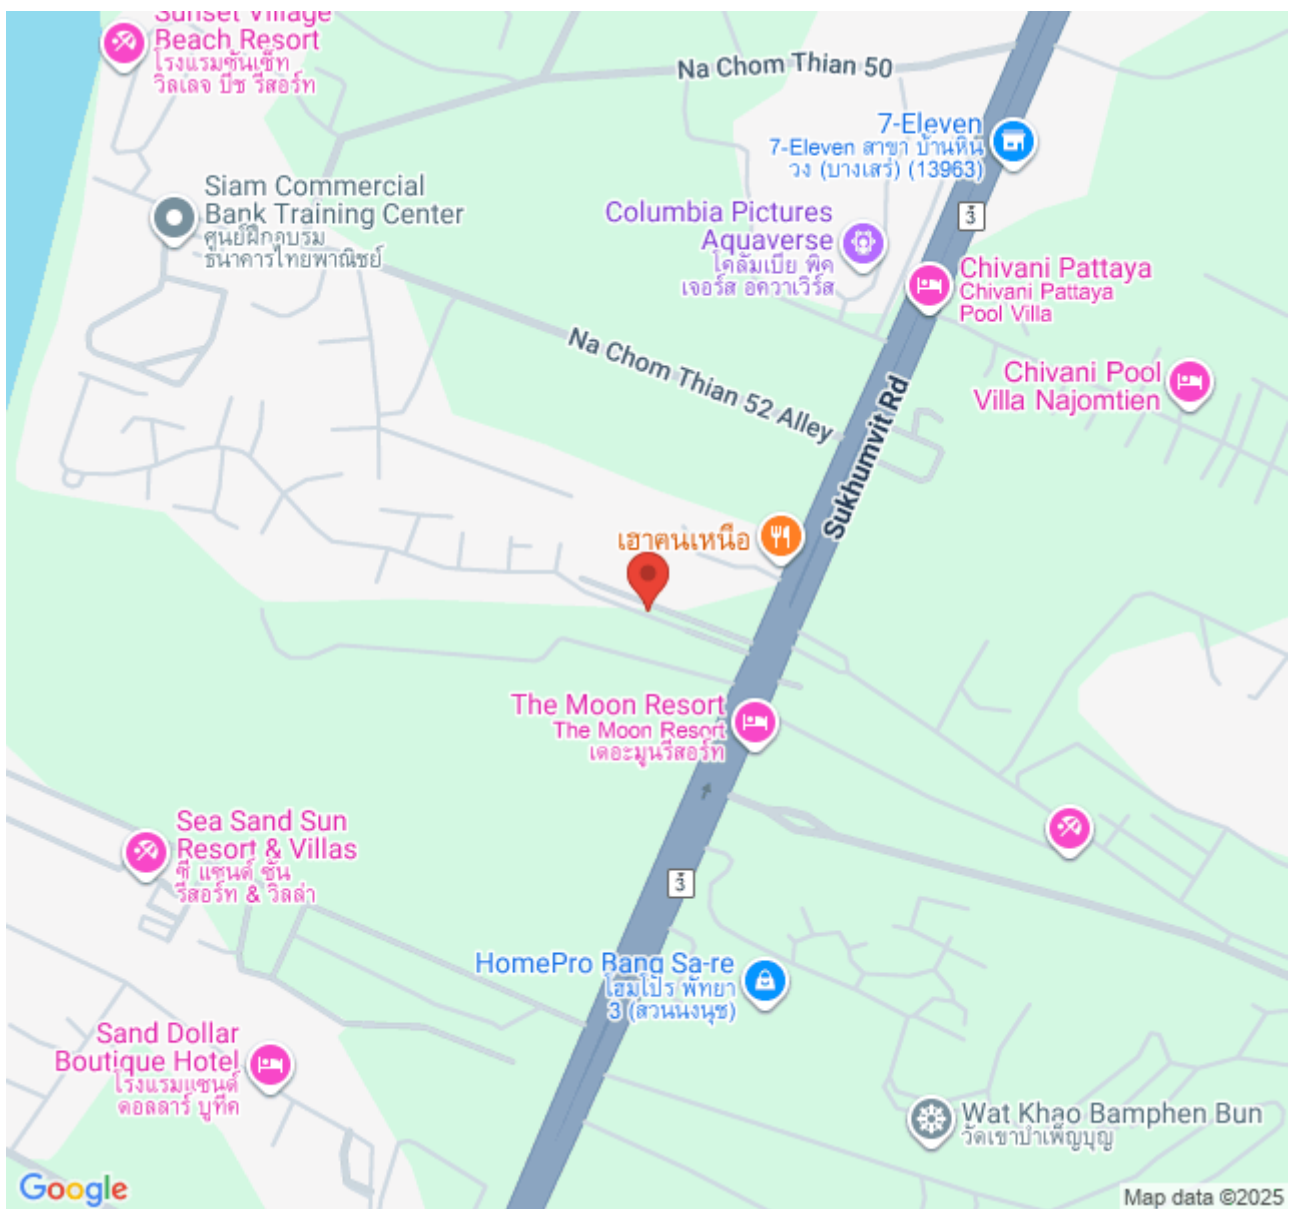 Sunset Village
Beach Resort
โรงแรมซันเซ็ท
วิลเลจ บีช รีสอร์ท
Na Chom Thian 50
7-Eleven
7-Eleven สาขา บ้านหิน
วง (บางเสร่) (13963)
3
Siam Commercial
Bank Training Center
ศูนย์ฝึกอบรม
ธนาคารไทยพาณิชย์
Columbia Pictures
Aquaverse
โคลัมเบีย พิค
เจอร์ส อควาเวิร์ส
Chivani Pattaya
Chivani Pattaya
Pool Villa
Na Chom Thian 52 Alley
Chivani Pool
Villa Najomtien
Sukhumvit Rd
เฮาคนเหนือ
The Moon Resort
The Moon Resort
เดอะมูนรีสอร์ท
Sea Sand Sun
Resort & Villas
ซี แซนด์ ซัน
รีสอร์ท & วิลล่า
3
HomePro Bang Sa-re
โฮมโปร พัทยา
3 (สวนนงนุช)
Sand Dollar
Boutique Hotel
โรงแรมแซนด์
ดอลลาร์ บูทีค
Wat Khao Bamphen Bun
วัดเขาบำเพ็ญบุญ
Google
Map data ©2025